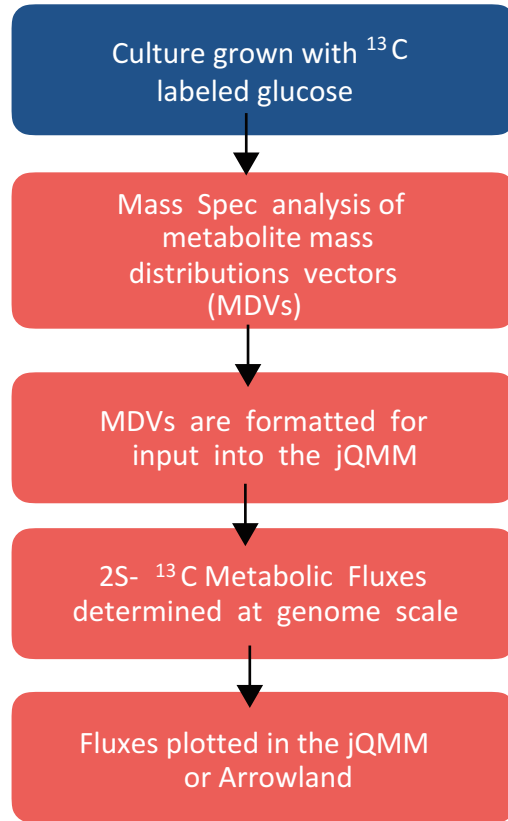 Culture grown with ¹³C
labeled glucose
Mass Spec analysis of
metabolite mass
distributions vectors
(MDVs)
MDVs are formatted for
input into the jQMM
2S- ¹³C Metabolic Fluxes
determined at genome scale
Fluxes plotted in the jQMM
or Arrowland